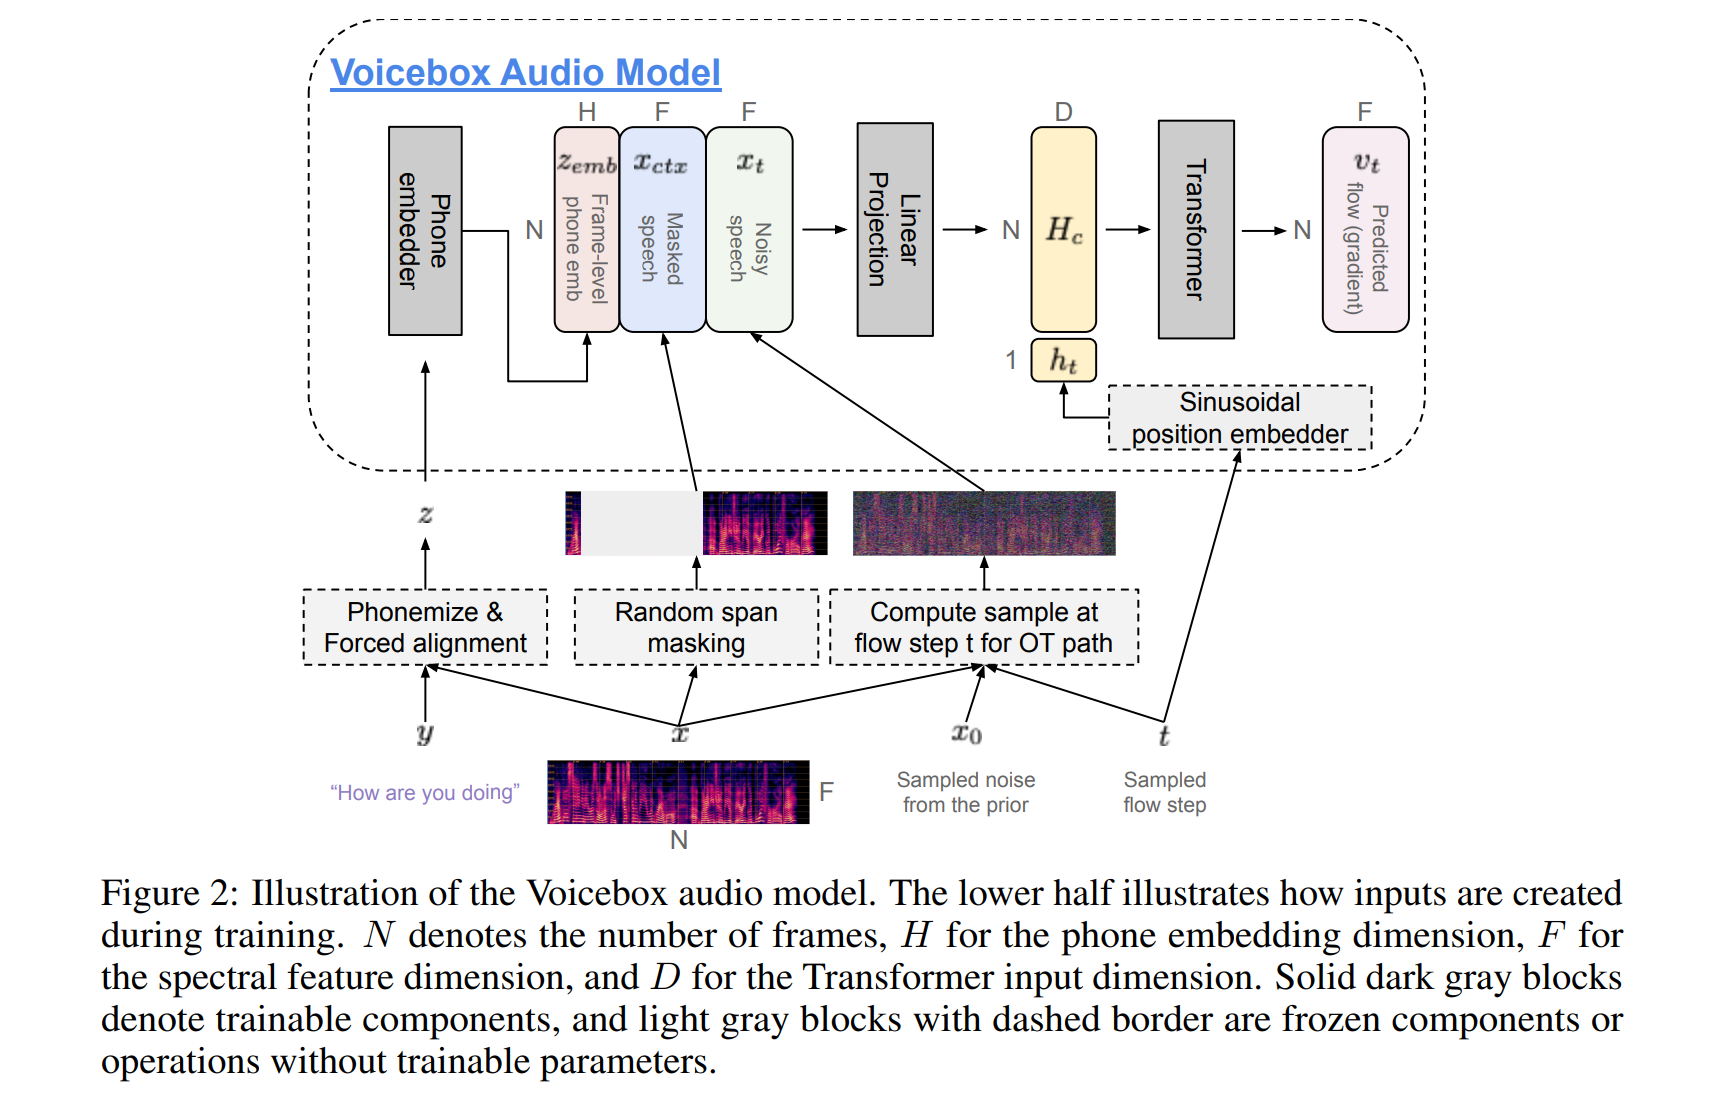 Voicebox Audio Model
H
F
F
D
F
Phone
embedder
N
z_emb
Frame-level
phone emb
x_ctx
Masked
speech
x_t
Noisy
speech
Linear
Projection
N
H_c
Transformer
N
v_t
Predicted
flow (gradient)
1
h_t
Sinusoidal
position embedder
z
Phonemize &
Forced alignment
Random span
masking
Compute sample at
flow step t for OT path
y
x
x_0
t
“How are you doing”
F
N
Sampled noise
from the prior
Sampled
flow step
Figure 2: Illustration of the Voicebox audio model. The lower half illustrates how inputs are created
during training. N denotes the number of frames, H for the phone embedding dimension, F for
the spectral feature dimension, and D for the Transformer input dimension. Solid dark gray blocks
denote trainable components, and light gray blocks with dashed border are frozen components or
operations without trainable parameters.